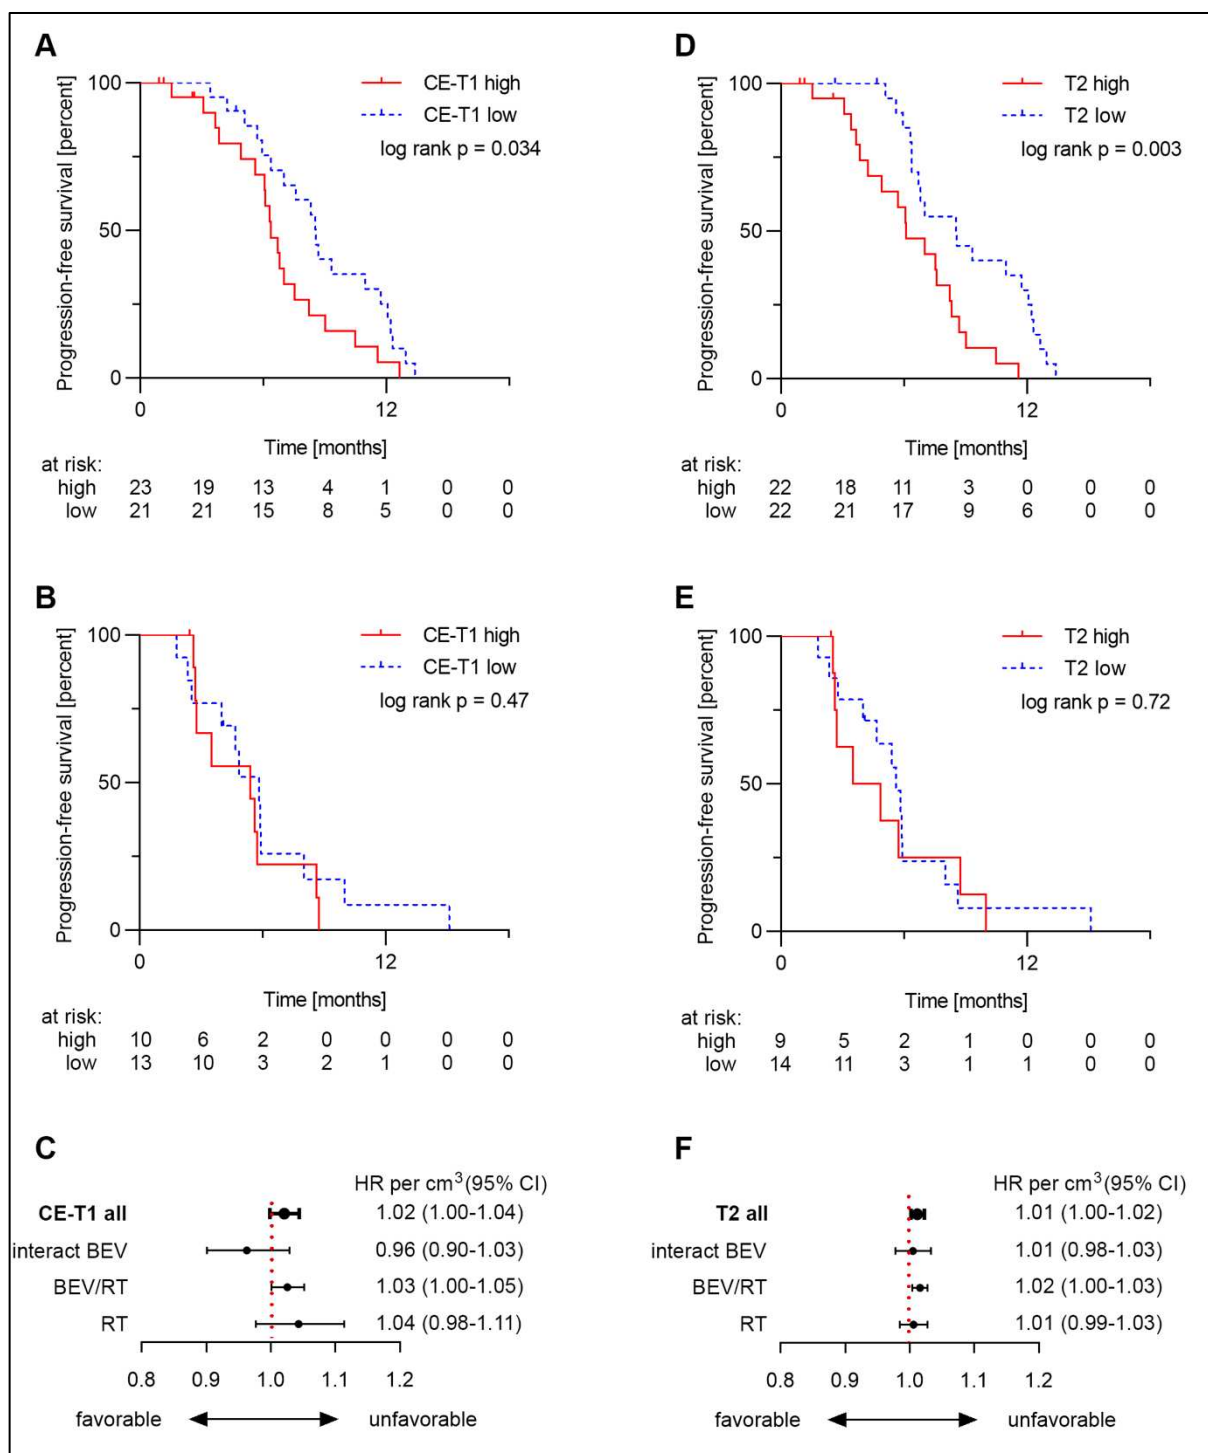 A
Progression-free survival [percent]
100
50
0
CE-T1 high
CE-T1 low
log rank p = 0.034
0 12
Time [months]
at risk:
high 23 19 13 4 1 0 0
low 21 21 15 8 5 0 0
B
Progression-free survival [percent]
100
50
0
CE-T1 high
CE-T1 low
log rank p = 0.47
0 12
Time [months]
at risk:
high 10 6 2 0 0 0 0
low 13 10 3 2 1 0 0
C
HR per cm³ (95% CI)
CE-T1 all 1.02 (1.00-1.04)
interact BEV 0.96 (0.90-1.03)
BEV/RT 1.03 (1.00-1.05)
RT 1.04 (0.98-1.11)
0.8 0.9 1.0 1.1 1.2
favorable unfavorable
D
Progression-free survival [percent]
100
50
0
T2 high
T2 low
log rank p = 0.003
0 12
Time [months]
at risk:
high 22 18 11 3 0 0 0
low 22 21 17 9 6 0 0
E
Progression-free survival [percent]
100
50
0
T2 high
T2 low
log rank p = 0.72
0 12
Time [months]
at risk:
high 9 5 2 1 0 0 0
low 14 11 3 1 1 0 0
F
HR per cm³ (95% CI)
T2 all 1.01 (1.00-1.02)
interact BEV 1.01 (0.98-1.03)
BEV/RT 1.02 (1.00-1.03)
RT 1.01 (0.99-1.03)
0.8 0.9 1.0 1.1 1.2
favorable unfavorable